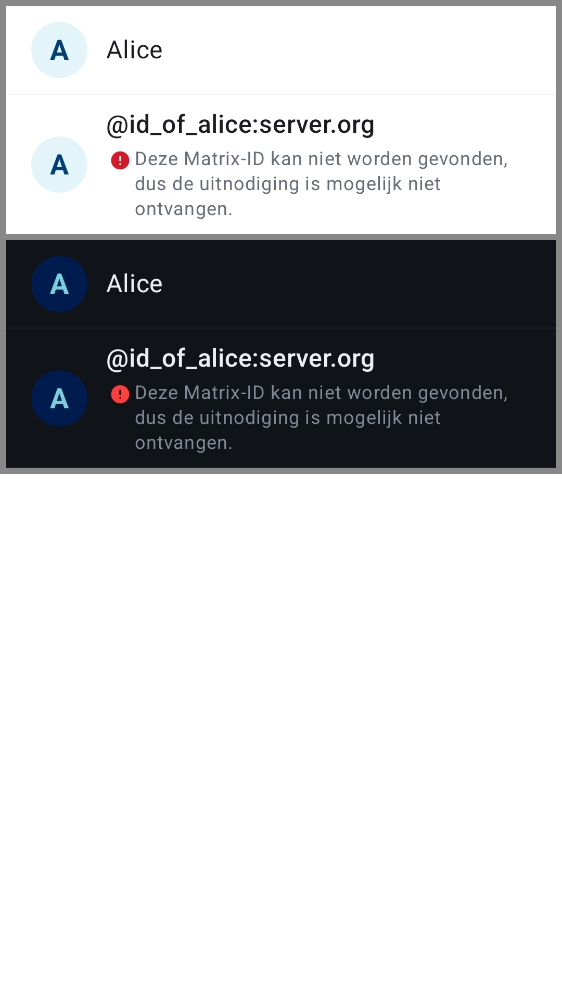 A
Alice
A
@id_of_alice:server.org
Deze Matrix-ID kan niet worden gevonden,
dus de uitnodiging is mogelijk niet
ontvangen.
A
Alice
A
@id_of_alice:server.org
Deze Matrix-ID kan niet worden gevonden,
dus de uitnodiging is mogelijk niet
ontvangen.